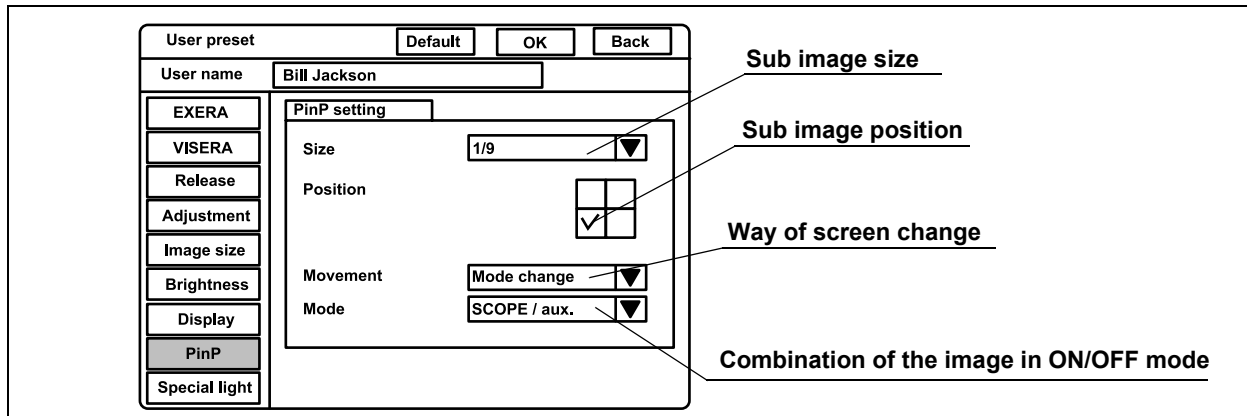 User preset Default OK Back
User name Bill Jackson
EXERA
VISERA
Release
Adjustment
Image size
Brightness
Display
PinP
Special light
PinP setting
Size 1/9
Position
Movement Mode change
Mode SCOPE / aux.
Sub image size
Sub image position
Way of screen change
Combination of the image in ON/OFF mode